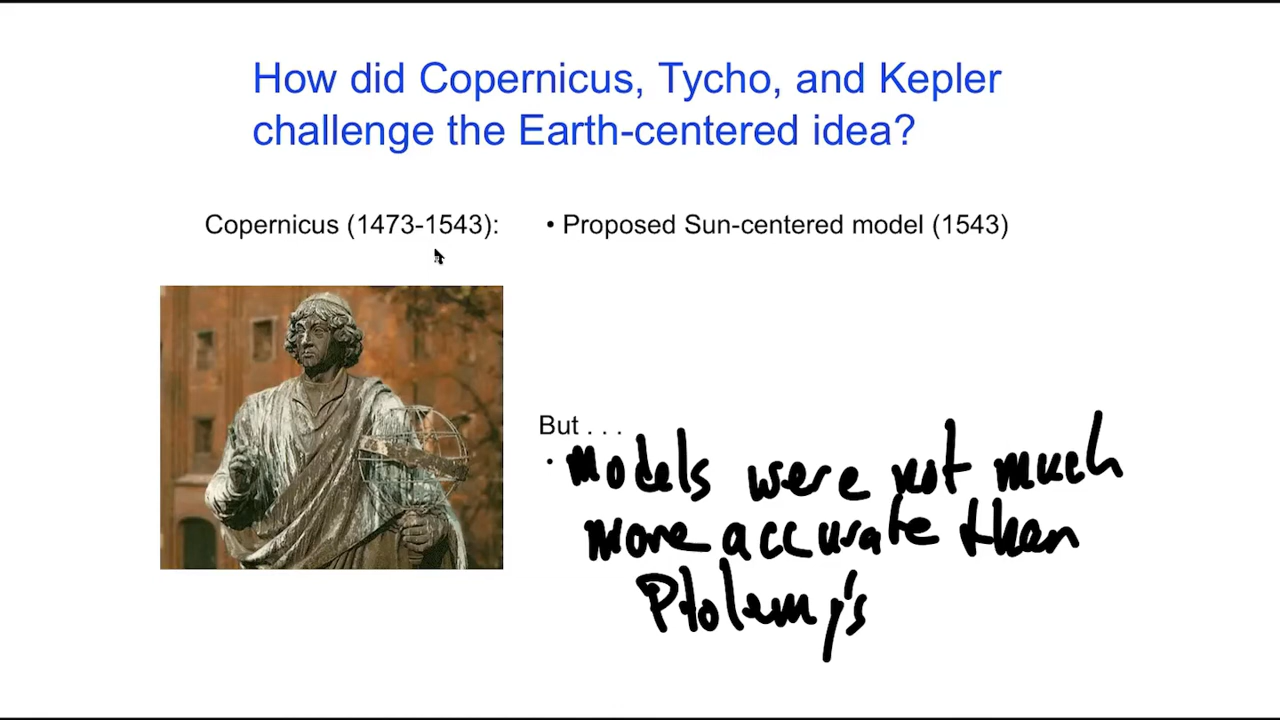 How did Copernicus, Tycho, and Kepler
challenge the Earth-centered idea?
Copernicus (1473-1543):
• Proposed Sun-centered model (1543)
But . . .
• Models were not much
more accurate than
Ptolemy's